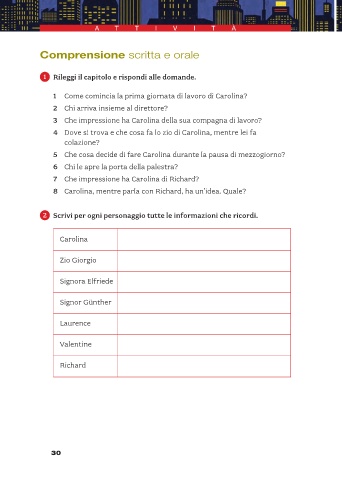 ATTIVITÀ
Comprensione scritta e orale
1 Rileggi il capitolo e rispondi alle domande.
1 Come comincia la prima giornata di lavoro di Carolina?
2 Chi arriva insieme al direttore?
3 Che impressione ha Carolina della sua compagna di lavoro?
4 Dove si trova e che cosa fa lo zio di Carolina, mentre lei fa
colazione?
5 Che cosa decide di fare Carolina durante la pausa di mezzogiorno?
6 Chi le apre la porta della palestra?
7 Che impressione ha Carolina di Richard?
8 Carolina, mentre parla con Richard, ha un'idea. Quale?
2 Scrivi per ogni personaggio tutte le informazioni che ricordi.
Carolina
Zio Giorgio
Signora Elfriede
Signor Günther
Laurence
Valentine
Richard
30